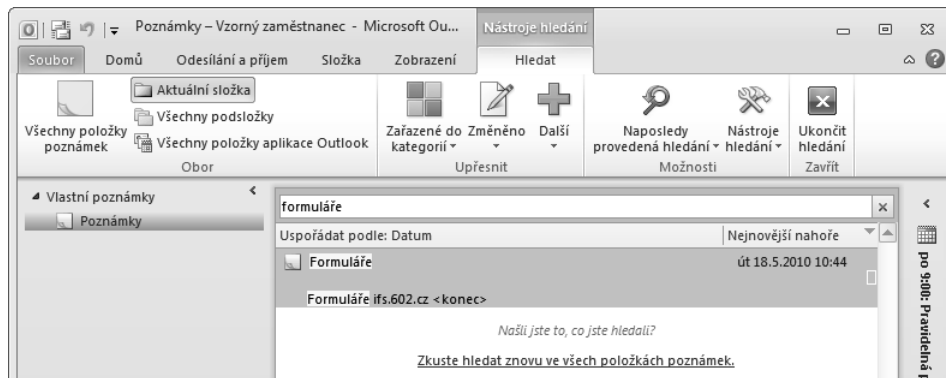 Poznámky – Vzorný zaměstnanec - Microsoft Ou...
Nástroje hledání
Soubor Domů Odesílání a příjem Složka Zobrazení Hledat
Všechny položky poznámek
Aktuální složka
Všechny podsložky
Všechny položky aplikace Outlook
Obor
Zařazené do kategorií
Změněno
Další
Upřesnit
Naposledy provedená hledání
Nástroje hledání
Možnosti
Ukončit hledání
Zavřít
Vlastní poznámky
Poznámky
formuláře
Uspořádat podle: Datum Nejnovější nahoře
Formuláře út 18.5.2010 10:44
Formuláře ifs.602.cz <konec>
Našli jste to, co jste hledali?
Zkuste hledat znovu ve všech položkách poznámek.
po 9:00: Pravidelná